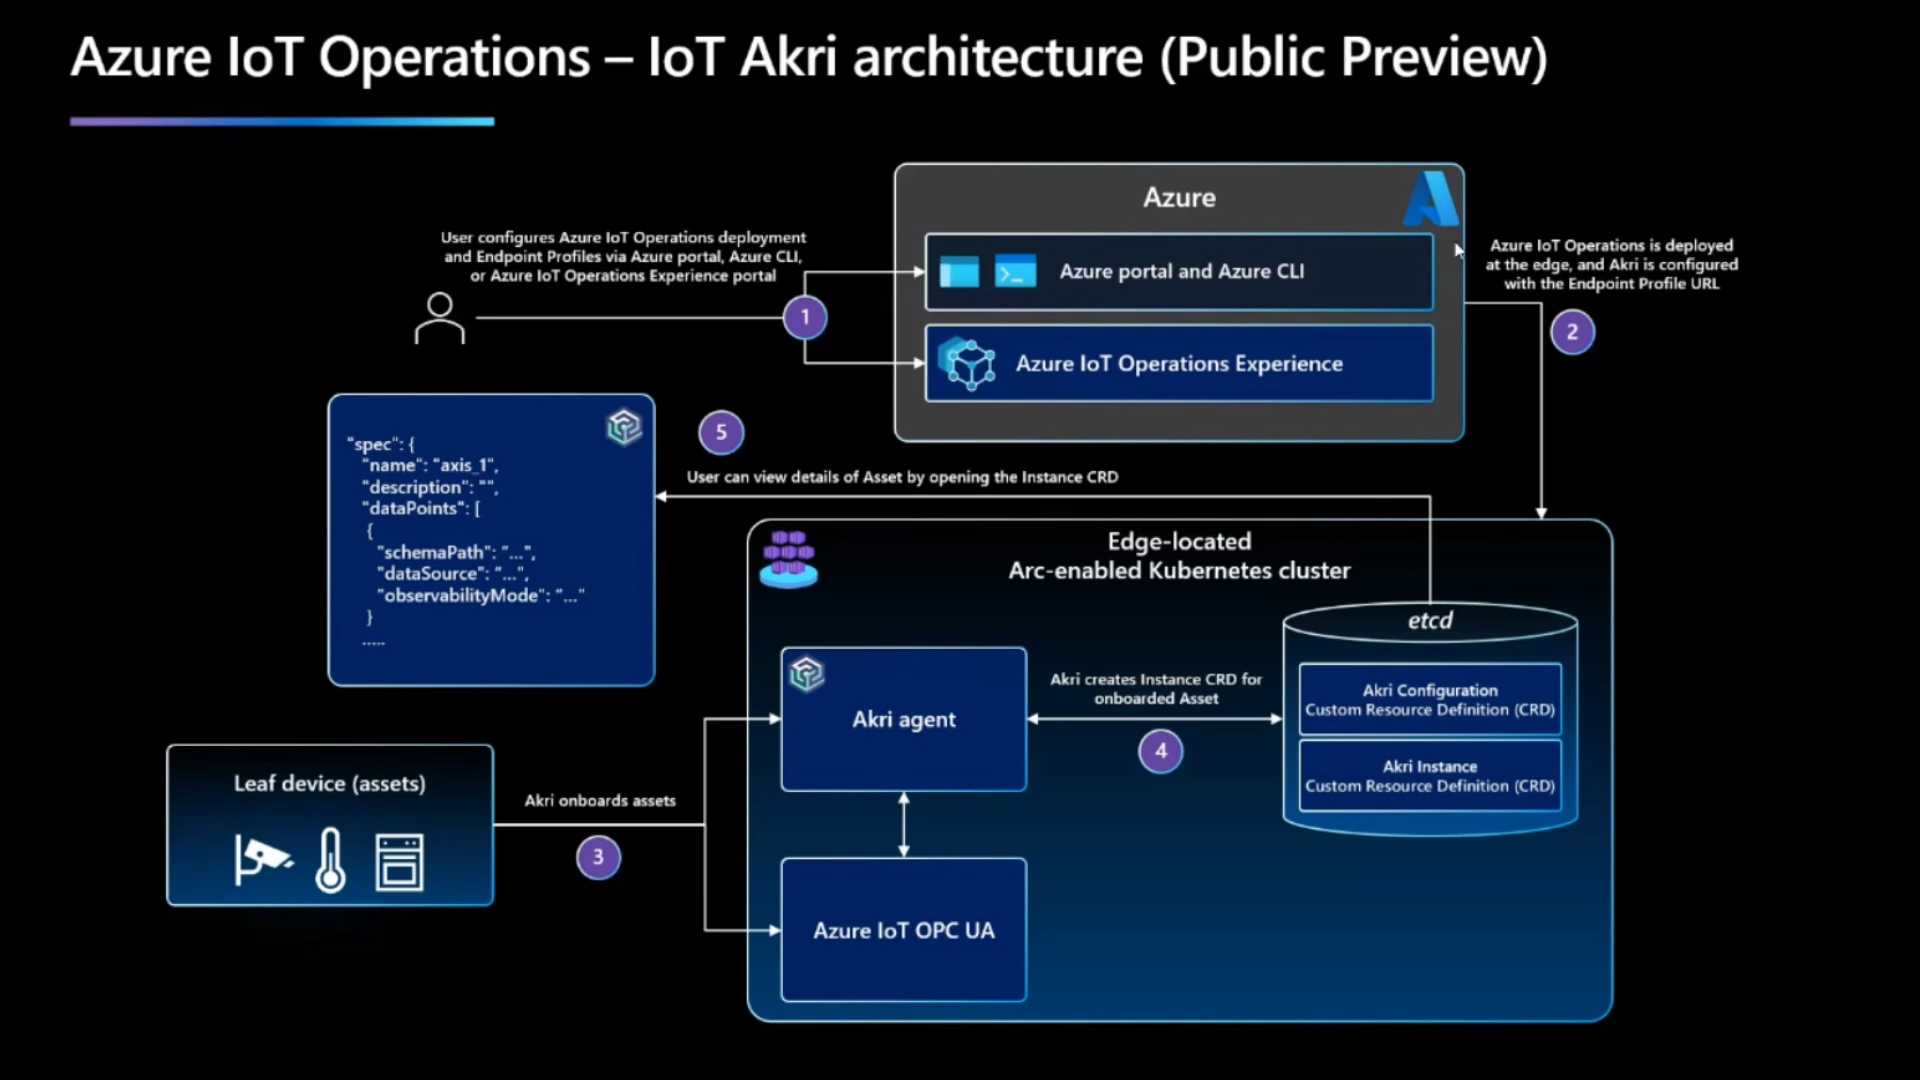 Azure IoT Operations – IoT Akri architecture (Public Preview)
Azure
User configures Azure IoT Operations deployment
and Endpoint Profiles via Azure portal, Azure CLI,
or Azure IoT Operations Experience portal
1
Azure portal and Azure CLI
Azure IoT Operations Experience
Azure IoT Operations is deployed
at the edge, and Akri is configured
with the Endpoint Profile URL
2
5
User can view details of Asset by opening the Instance CRD
"spec": {
"name": "axis_1",
"description": "",
"dataPoints": [
{
"schemaPath": "...",
"dataSource": "...",
"observabilityMode": "..."
}
.....
Edge-located
Arc-enabled Kubernetes cluster
etcd
Akri Configuration
Custom Resource Definition (CRD)
Akri Instance
Custom Resource Definition (CRD)
Akri creates Instance CRD for
onboarded Asset
4
Akri agent
Leaf device (assets)
Akri onboards assets
3
Azure IoT OPC UA